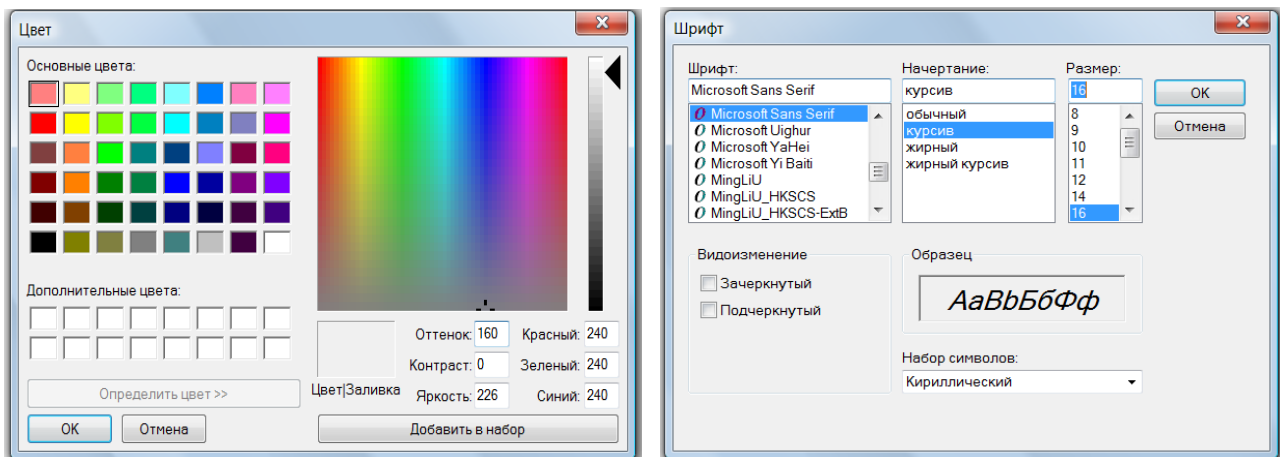 Цвет
Основные цвета:
Дополнительные цвета:
Определить цвет >>
OK
Отмена
Цвет|Заливка
Оттенок: 160
Контраст: 0
Яркость: 226
Красный: 240
Зеленый: 240
Синий: 240
Добавить в набор
Шрифт
Шрифт:
Microsoft Sans Serif
O Microsoft Sans Serif
O Microsoft Uighur
O Microsoft YaHei
O Microsoft Yi Baiti
O MingLiU
O MingLiU_HKSCS
O MingLiU_HKSCS-ExtB
Начертание:
курсив
обычный
курсив
жирный
жирный курсив
Размер:
16
8
9
10
11
12
14
16
OK
Отмена
Видоизменение
Зачеркнутый
Подчеркнутый
Образец
АаBbБбФф
Набор символов:
Кириллический